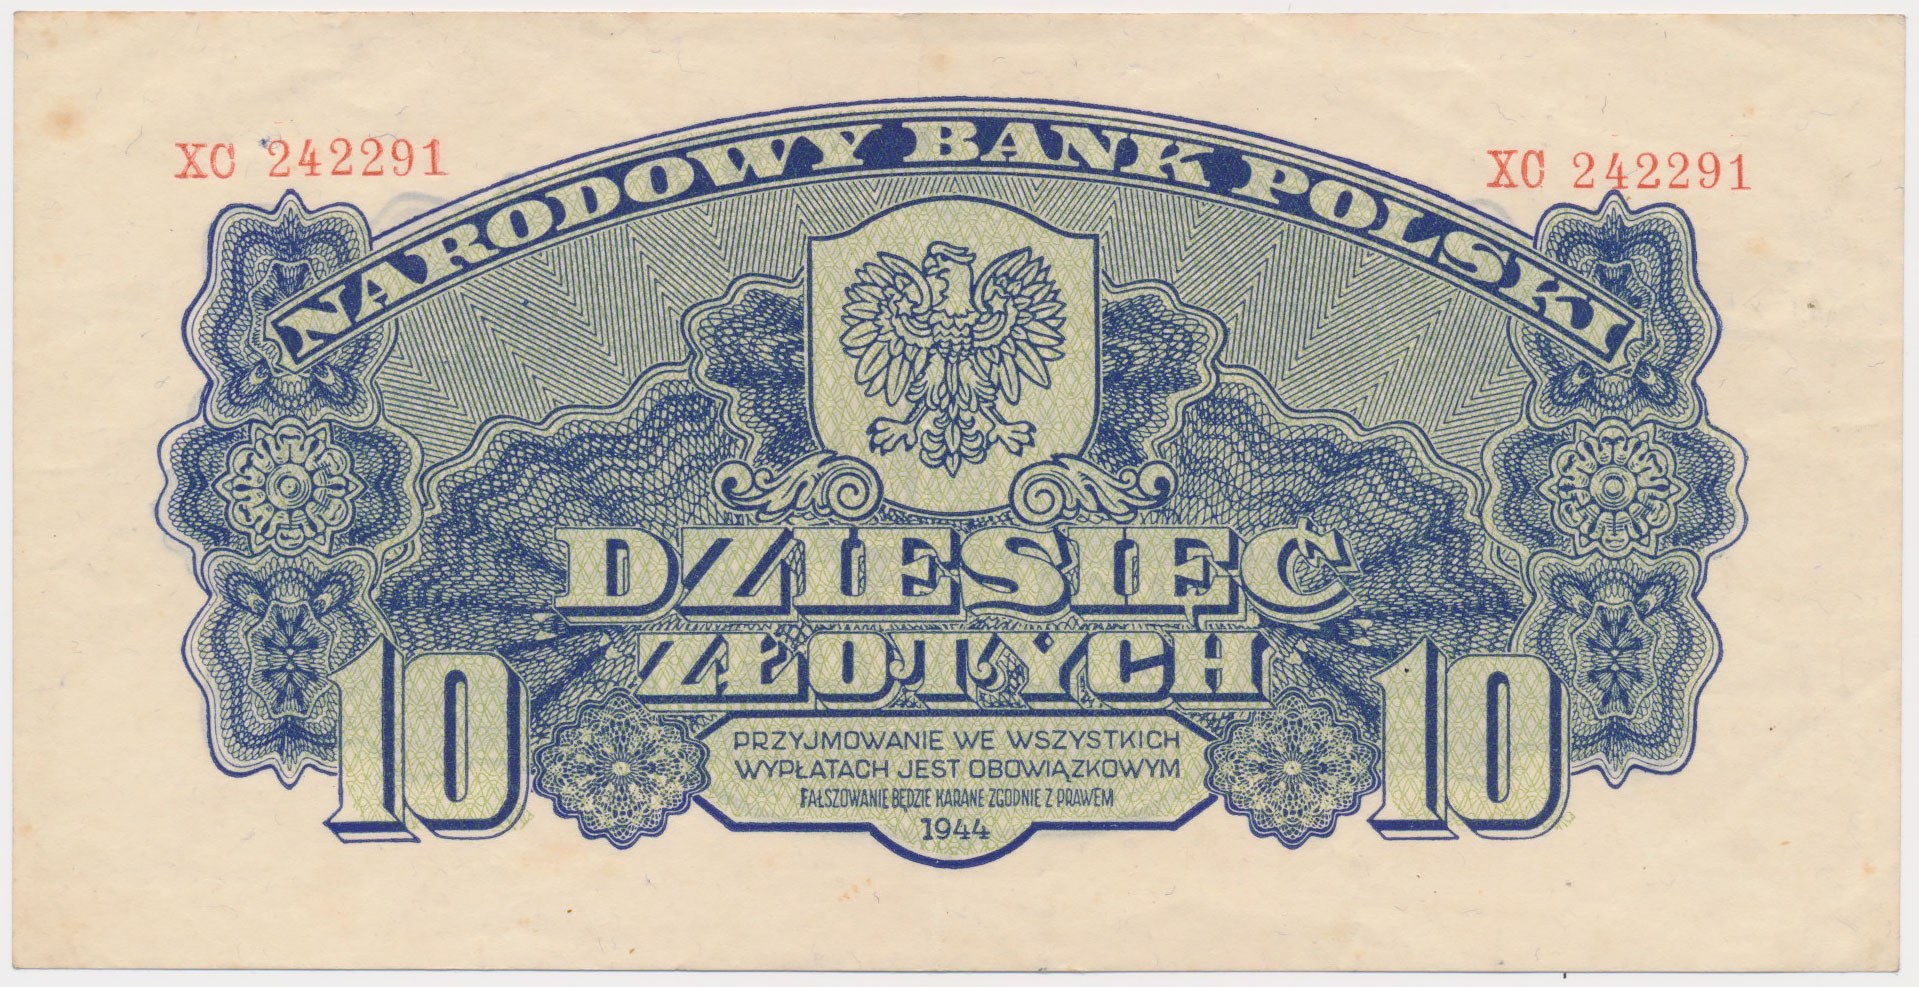 XC 242291
XC 242291
NARODOWY BANK POLSKI
DZIESIĘĆ
ZŁOTYCH
10
10
PRZYJMOWANIE WE WSZYSTKICH
WYPŁATACH JEST OBOWIĄZKOWYM
FAŁSZOWANIE BĘDZIE KARANE ZGODNIE Z PRAWEM
1944